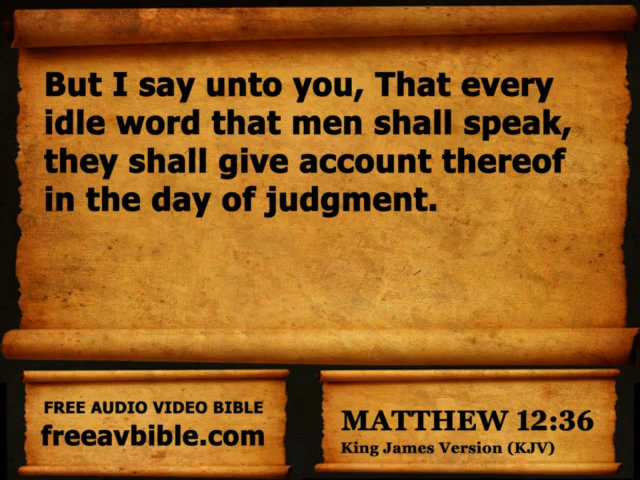 But I say unto you, That every
idle word that men shall speak,
they shall give account thereof
in the day of judgment.
FREE AUDIO VIDEO BIBLE
freeavbible.com
MATTHEW 12:36
King James Version (KJV)